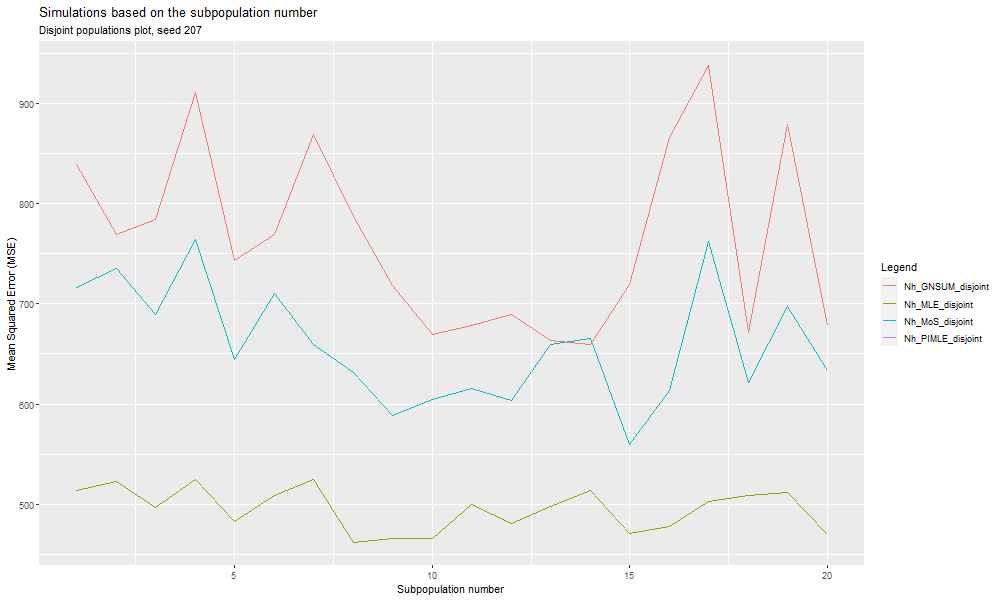 Simulations based on the subpopulation number
Disjoint populations plot, seed 207
Mean Squared Error (MSE)
900
800
700
600
500
5
10
15
20
Subpopulation number
Legend
Nh_GNSUM_disjoint
Nh_MLE_disjoint
Nh_MoS_disjoint
Nh_PIMLE_disjoint